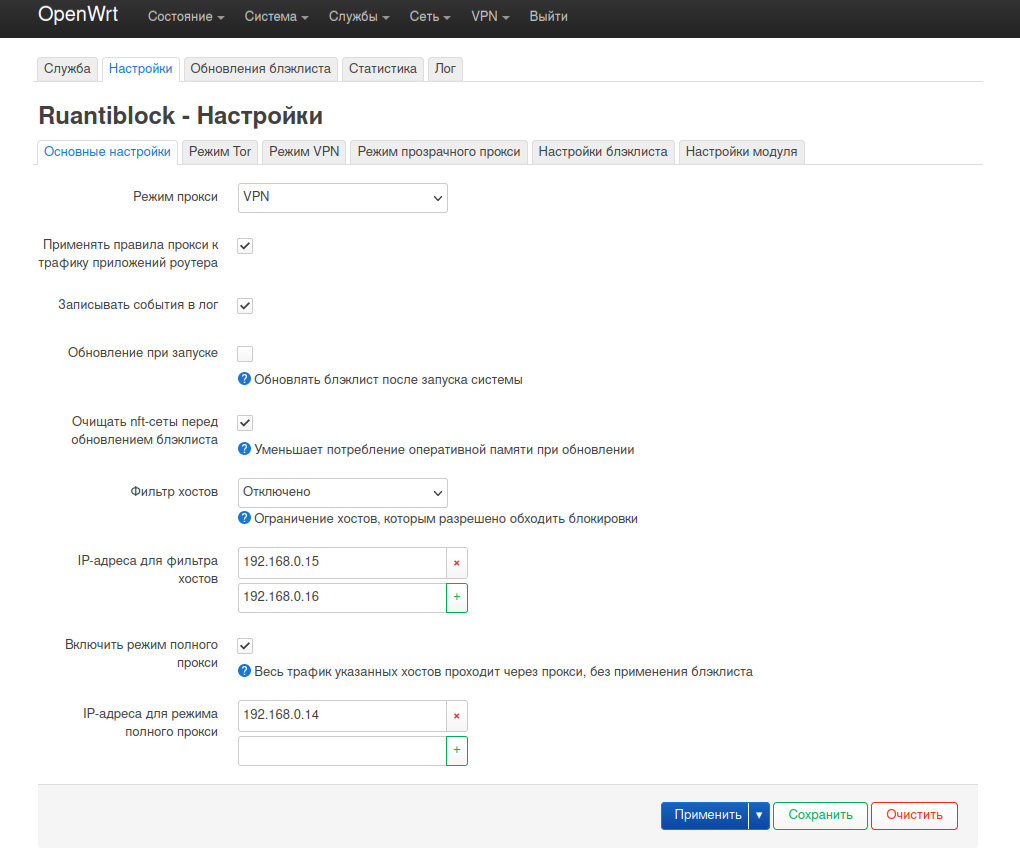 OpenWrt Состояние Система Службы Сеть VPN Выйти
Служба Настройки Обновления блэклиста Статистика Лог
Ruantiblock - Настройки
Основные настройки Режим Tor Режим VPN Режим прозрачного прокси Настройки блэклиста Настройки модуля
Режим прокси VPN
Применять правила прокси к
трафику приложений роутера
Записывать события в лог
Обновление при запуске
Обновлять блэклист после запуска системы
Очищать nft-сеты перед
обновлением блэклиста
Уменьшает потребление оперативной памяти при обновлении
Фильтр хостов Отключено
Ограничение хостов, которым разрешено обходить блокировки
IP-адреса для фильтра
хостов
192.168.0.15 ×
192.168.0.16 +
Включить режим полного
прокси
Весь трафик указанных хостов проходит через прокси, без применения блэклиста
IP-адреса для режима
полного прокси
192.168.0.14 ×
+
Применить Сохранить Очистить